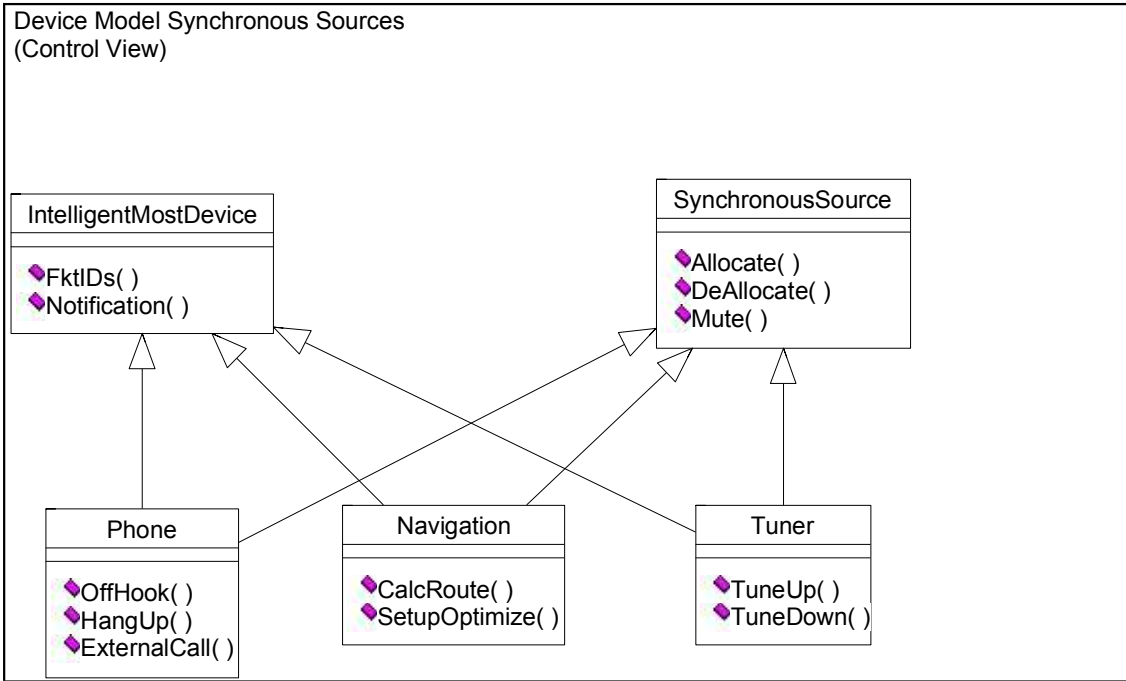 Device Model Synchronous Sources
(Control View)
IntelligentMostDevice
FktIDs( )
Notification( )
SynchronousSource
Allocate( )
DeAllocate( )
Mute( )
Phone
OffHook( )
HangUp( )
ExternalCall( )
Navigation
CalcRoute( )
SetupOptimize( )
Tuner
TuneUp( )
TuneDown( )